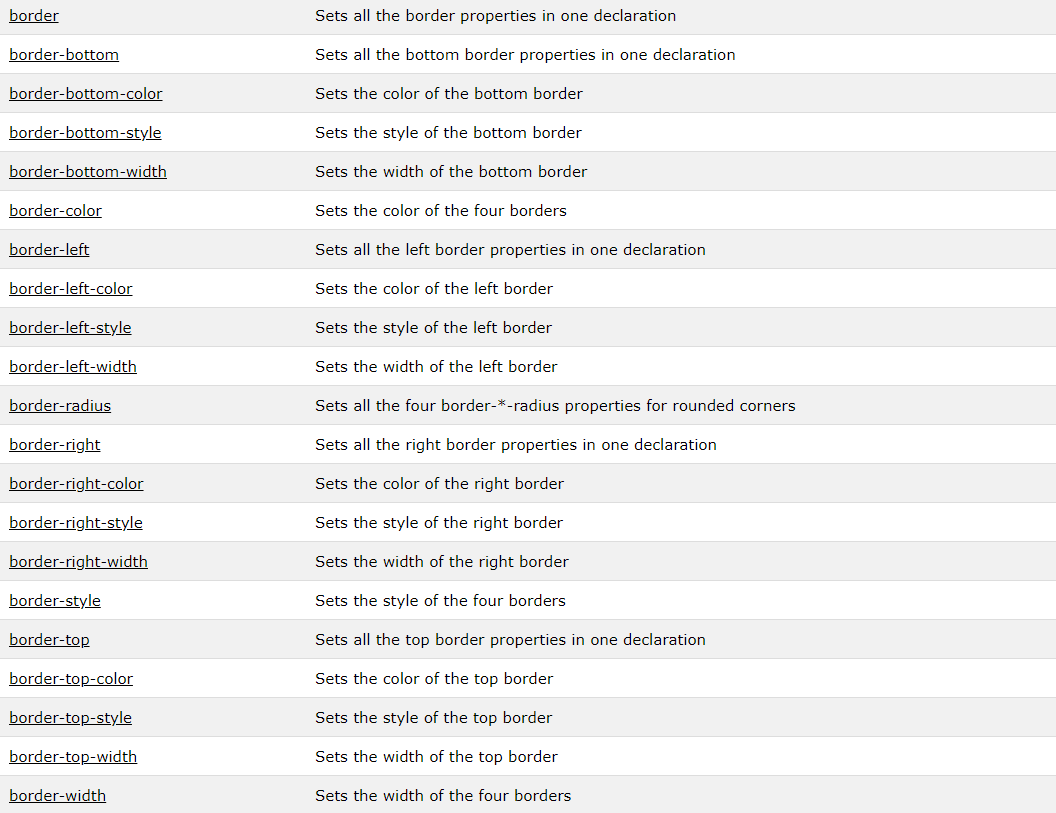 border Sets all the border properties in one declaration
border-bottom Sets all the bottom border properties in one declaration
border-bottom-color Sets the color of the bottom border
border-bottom-style Sets the style of the bottom border
border-bottom-width Sets the width of the bottom border
border-color Sets the color of the four borders
border-left Sets all the left border properties in one declaration
border-left-color Sets the color of the left border
border-left-style Sets the style of the left border
border-left-width Sets the width of the left border
border-radius Sets all the four border-*-radius properties for rounded corners
border-right Sets all the right border properties in one declaration
border-right-color Sets the color of the right border
border-right-style Sets the style of the right border
border-right-width Sets the width of the right border
border-style Sets the style of the four borders
border-top Sets all the top border properties in one declaration
border-top-color Sets the color of the top border
border-top-style Sets the style of the top border
border-top-width Sets the width of the top border
border-width Sets the width of the four borders